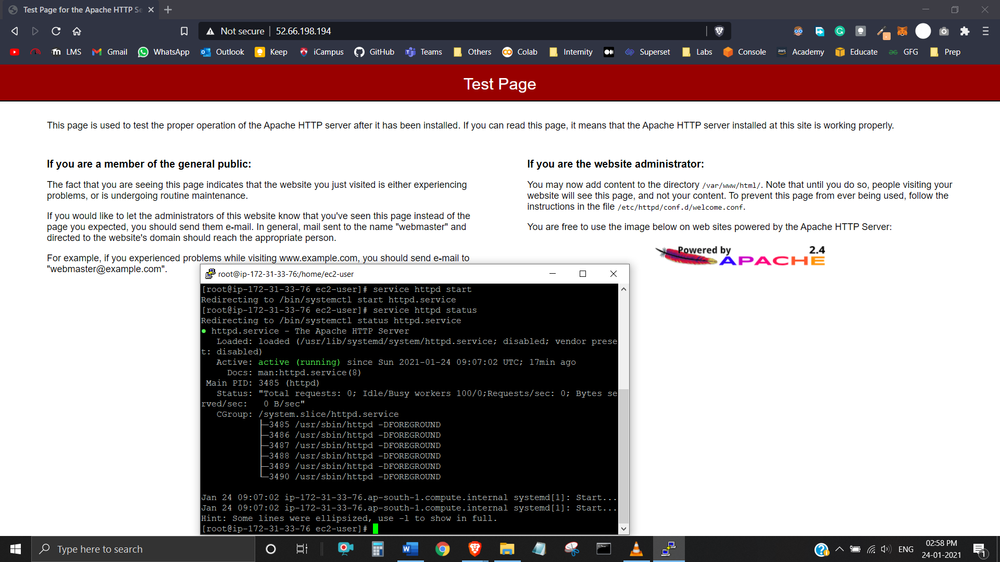 Test Page for the Apache HTTP Se
Not secure
52.66.198.194
LMS
Gmail
WhatsApp
Outlook
Keep
iCampus
GitHub
Teams
Others
Colab
Internity
Superset
Labs
Console
aws
Academy
Educate
GFG
Prep
Test Page
This page is used to test the proper operation of the Apache HTTP server after it has been installed. If you can read this page, it means that the Apache HTTP server installed at this site is working properly.
If you are a member of the general public:
The fact that you are seeing this page indicates that the website you just visited is either experiencing
problems, or is undergoing routine maintenance.
If you would like to let the administrators of this website know that you've seen this page instead of the
page you expected, you should send them e-mail. In general, mail sent to the name "webmaster" and
directed to the website's domain should reach the appropriate person.
For example, if you experienced problems while visiting www.example.com, you should send e-mail to
"webmaster@example.com".
If you are the website administrator:
You may now add content to the directory /var/www/html/. Note that until you do so, people visiting your
website will see this page, and not your content. To prevent this page from ever being used, follow the
instructions in the file /etc/httpd/conf.d/welcome.conf.
You are free to use the image below on web sites powered by the Apache HTTP Server:
Powered by 2.4
APACHE
root@ip-172-31-33-76:/home/ec2-user
[root@ip-172-31-33-76 ec2-user]# service httpd start
Redirecting to /bin/systemctl start httpd.service
[root@ip-172-31-33-76 ec2-user]# service httpd status
Redirecting to /bin/systemctl status httpd.service
● httpd.service - The Apache HTTP Server
Loaded: loaded (/usr/lib/systemd/system/httpd.service; disabled; vendor prese
t: disabled)
Active: active (running) since Sun 2021-01-24 09:07:02 UTC; 17min ago
Docs: man:httpd.service(8)
Main PID: 3485 (httpd)
Status: "Total requests: 0; Idle/Busy workers 100/0;Requests/sec: 0; Bytes se
rved/sec:   0 B/sec"
CGroup: /system.slice/httpd.service
├─3485 /usr/sbin/httpd -DFOREGROUND
├─3486 /usr/sbin/httpd -DFOREGROUND
├─3487 /usr/sbin/httpd -DFOREGROUND
├─3488 /usr/sbin/httpd -DFOREGROUND
├─3489 /usr/sbin/httpd -DFOREGROUND
└─3490 /usr/sbin/httpd -DFOREGROUND
Jan 24 09:07:02 ip-172-31-33-76.ap-south-1.compute.internal systemd[1]: Start...
Jan 24 09:07:02 ip-172-31-33-76.ap-south-1.compute.internal systemd[1]: Start...
Hint: Some lines were ellipsized, use -l to show in full.
[root@ip-172-31-33-76 ec2-user]#
Type here to search
ENG
02:58 PM
24-01-2021
1